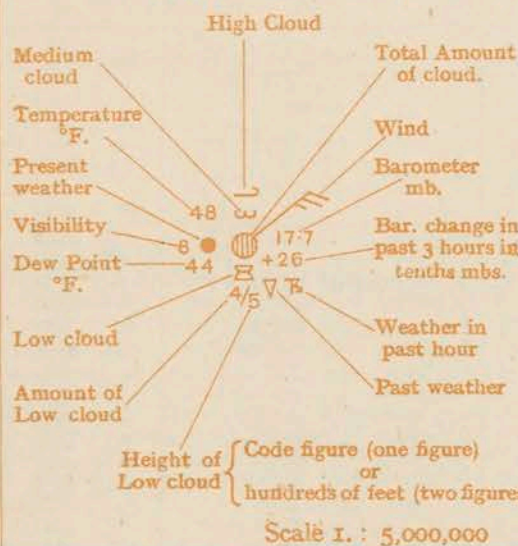 High Cloud
Medium
cloud
Total Amount
of cloud.
Temperature
°F.
Wind
Present
weather
Barometer
mb.
48
Visibility
6
17.7
Bar. change in
past 3 hours in
tenths mbs.
Dew Point
°F.
44
+26
4/5
Low cloud
Weather in
past hour
Amount of
Low cloud
Past weather
Height of
Low cloud
Code figure (one figure)
or
hundreds of feet (two figure
Scale 1. : 5,000,000